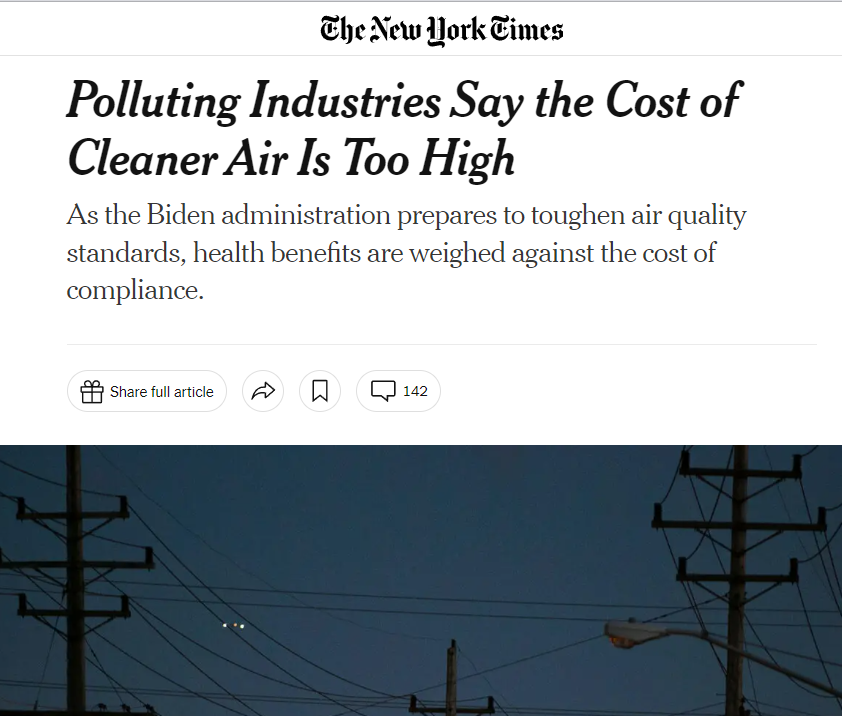 The New York Times
Polluting Industries Say the Cost of
Cleaner Air Is Too High
As the Biden administration prepares to toughen air quality
standards, health benefits are weighed against the cost of
compliance.
Share full article
142